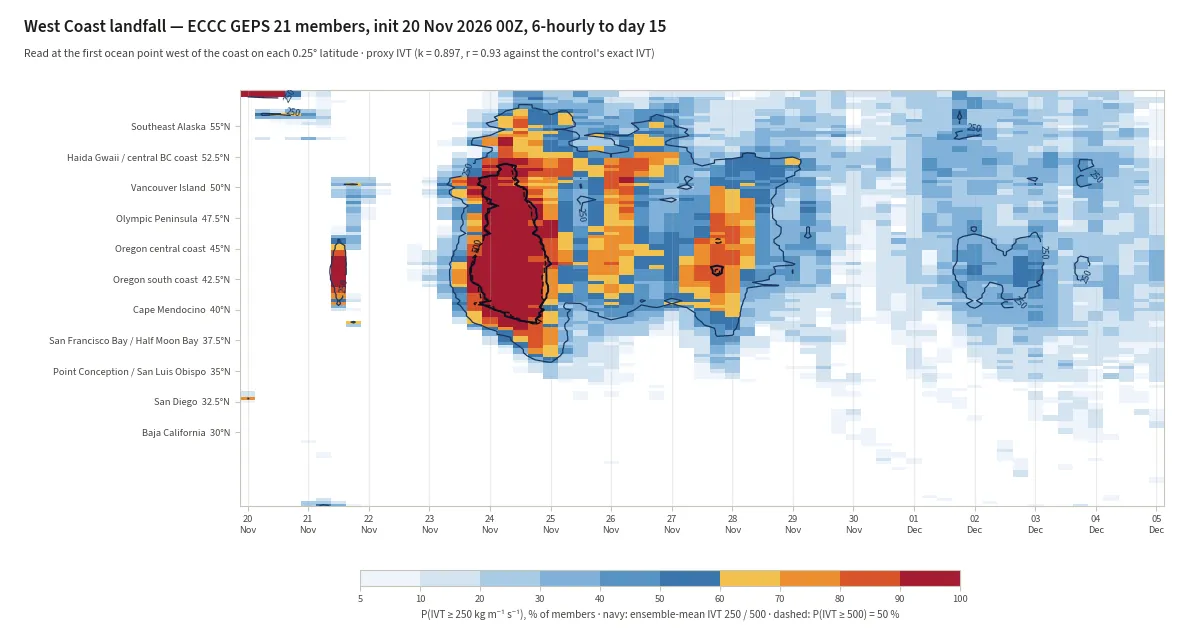 West Coast landfall — ECCC GEPS 21 members, init 20 Nov 2026 00Z, 6-hourly to day 15
Read at the first ocean point west of the coast on each 0.25° latitude · proxy IVT (k = 0.897, r = 0.93 against the control's exact IVT)
Southeast Alaska 55°N
Haida Gwaii / central BC coast 52.5°N
Vancouver Island 50°N
Olympic Peninsula 47.5°N
Oregon central coast 45°N
Oregon south coast 42.5°N
Cape Mendocino 40°N
San Francisco Bay / Half Moon Bay 37.5°N
Point Conception / San Luis Obispo 35°N
San Diego 32.5°N
Baja California 30°N
250
250
250
250
250
250
250
250
20 21 22 23 24 25 26 27 28 29 30 01 02 03 04 05
Nov Nov Nov Nov Nov Nov Nov Nov Nov Nov Nov Dec Dec Dec Dec Dec
5 10 20 30 40 50 60 70 80 90 100
P(IVT ≥ 250 kg m⁻¹ s⁻¹), % of members · navy: ensemble-mean IVT 250 / 500 · dashed: P(IVT ≥ 500) = 50 %